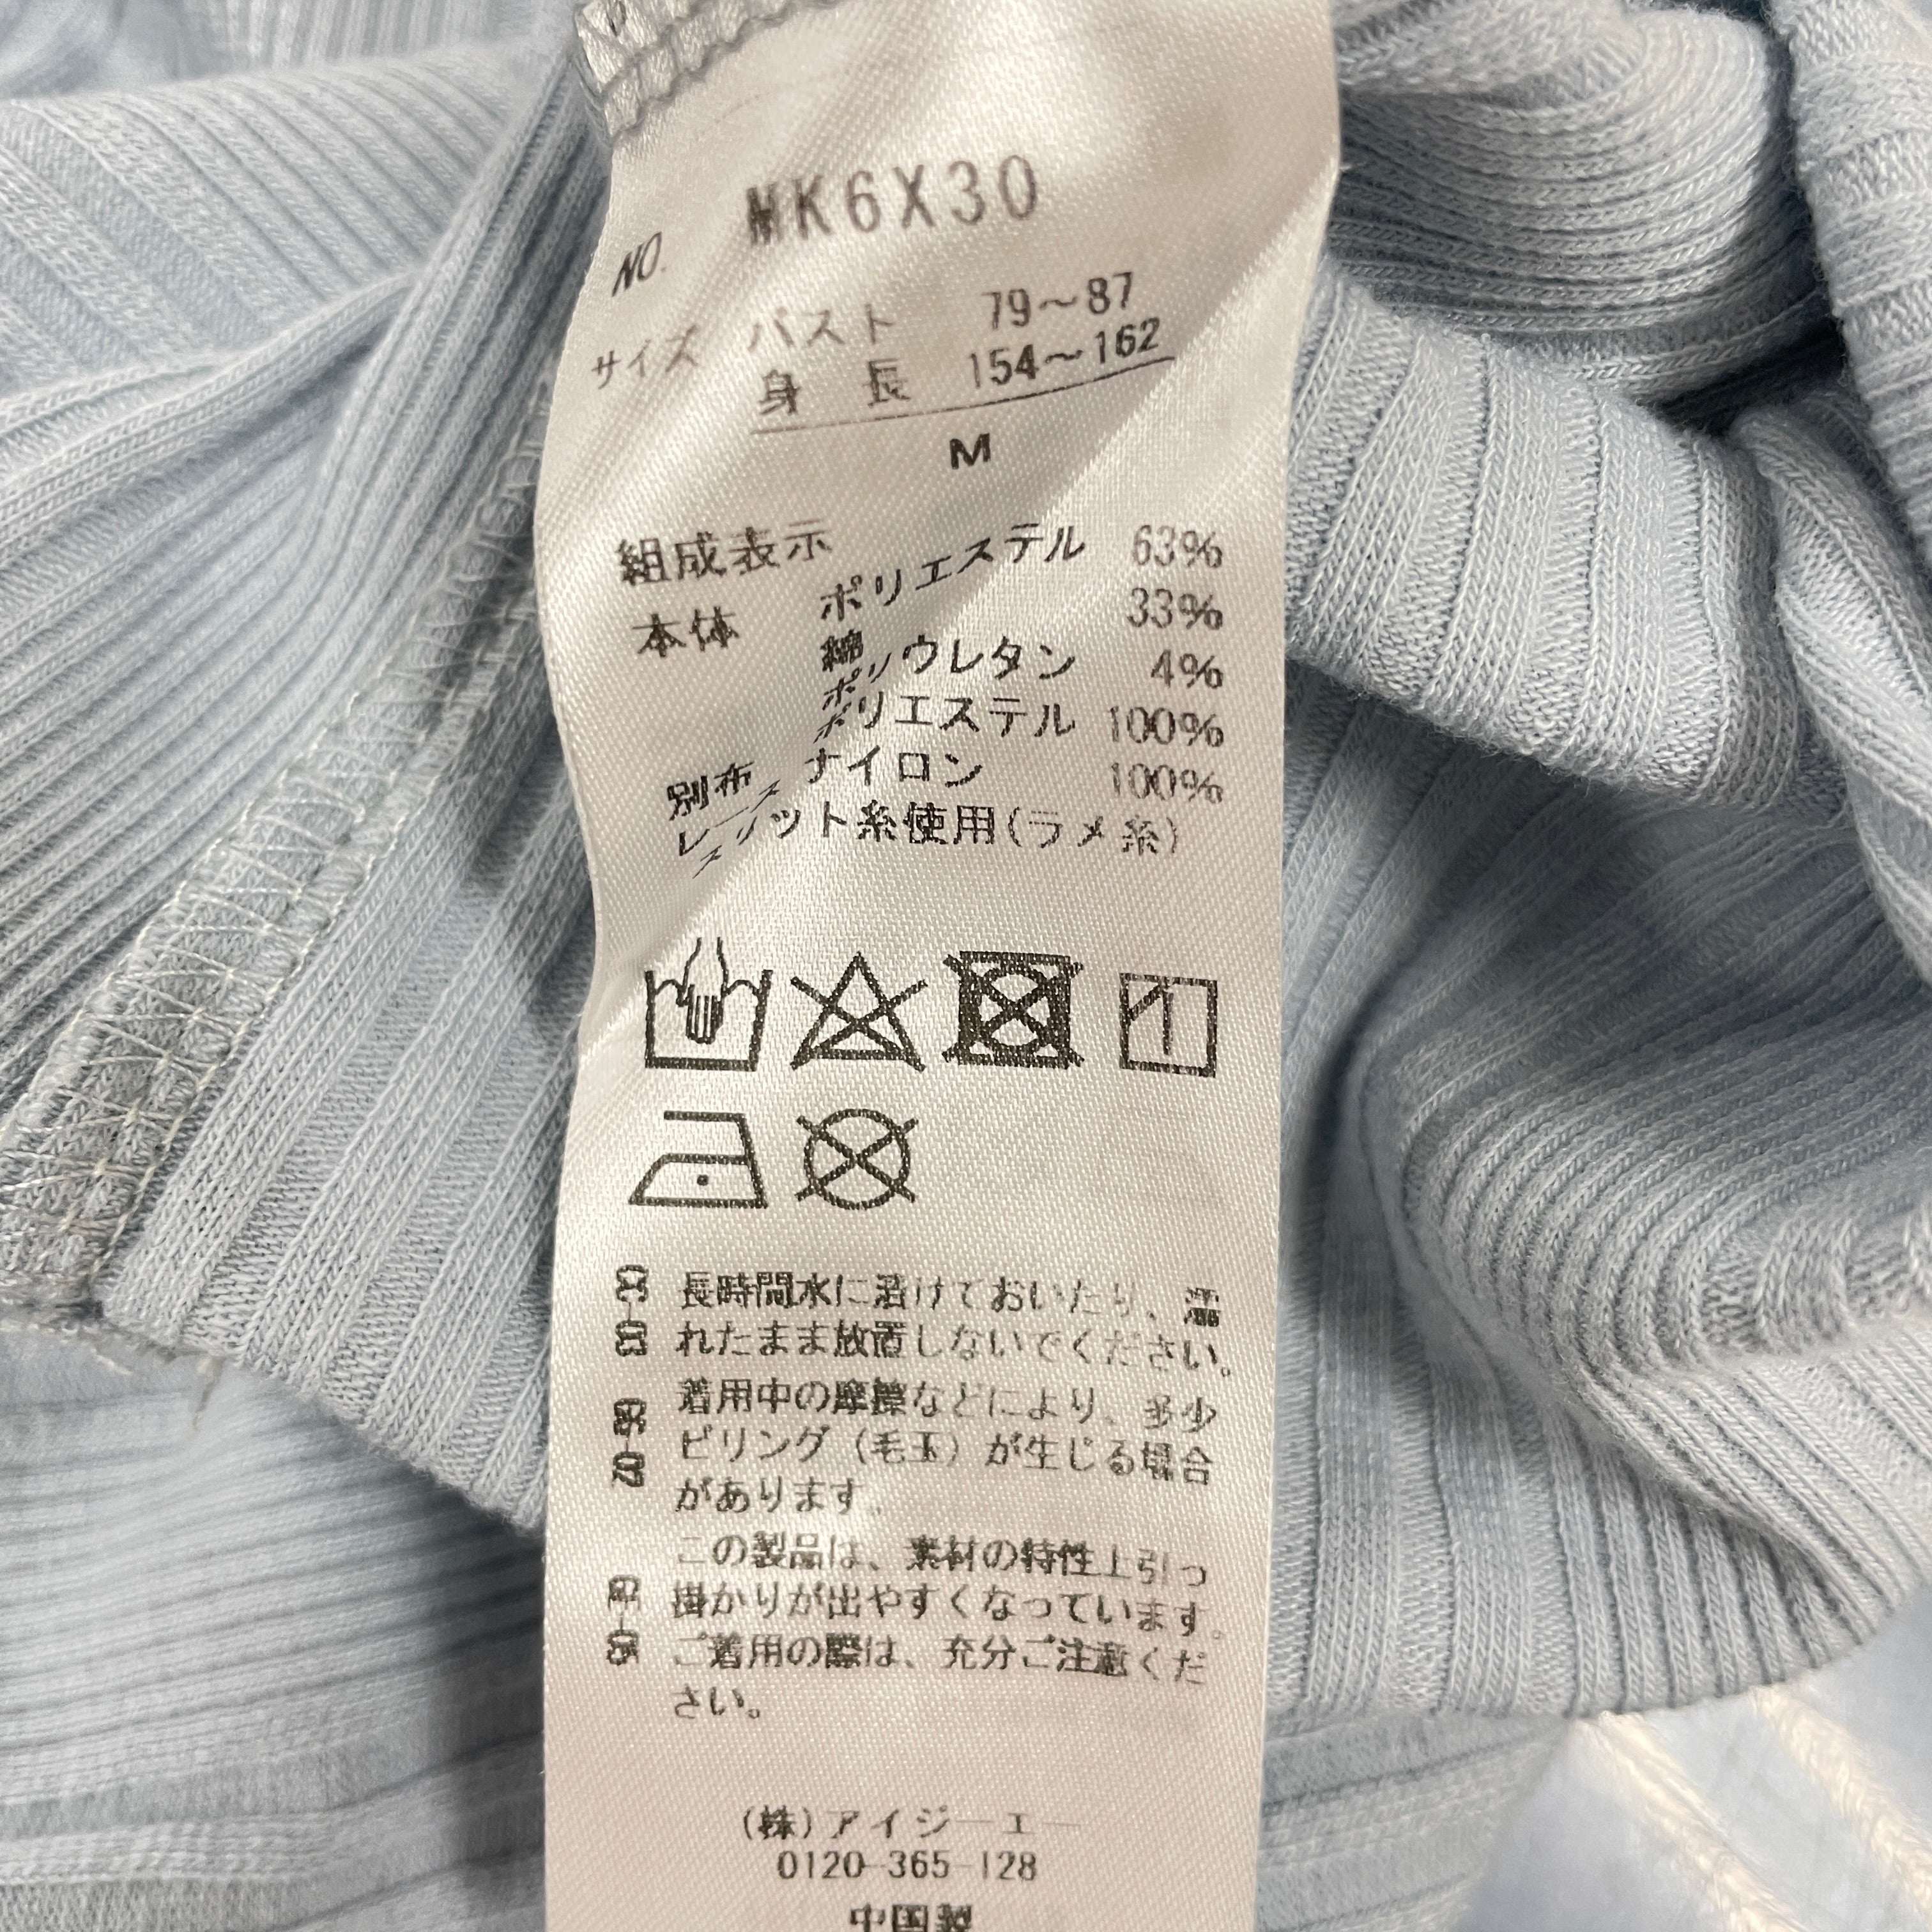 NO. MK6X30
サイズ バスト 79～87
身長 154～162
M
組成表示
本体 ポリエステル 63%
綿 33%
ポリウレタン 4%
別布 ポリエステル 100%
レース ナイロン 100%
スリット糸使用(ラメ糸)
長時間水に浸けておいたり、濡
れたまま放置しないでください。
着用中の摩擦などにより、多少
ピリング（毛玉）が生じる場合
があります。
この製品は、素材の特性上引っ
掛かりが出やすくなっています。
ご着用の際は、充分ご注意くだ
さい。
(株)アイジーエー
0120-365-128
中国製